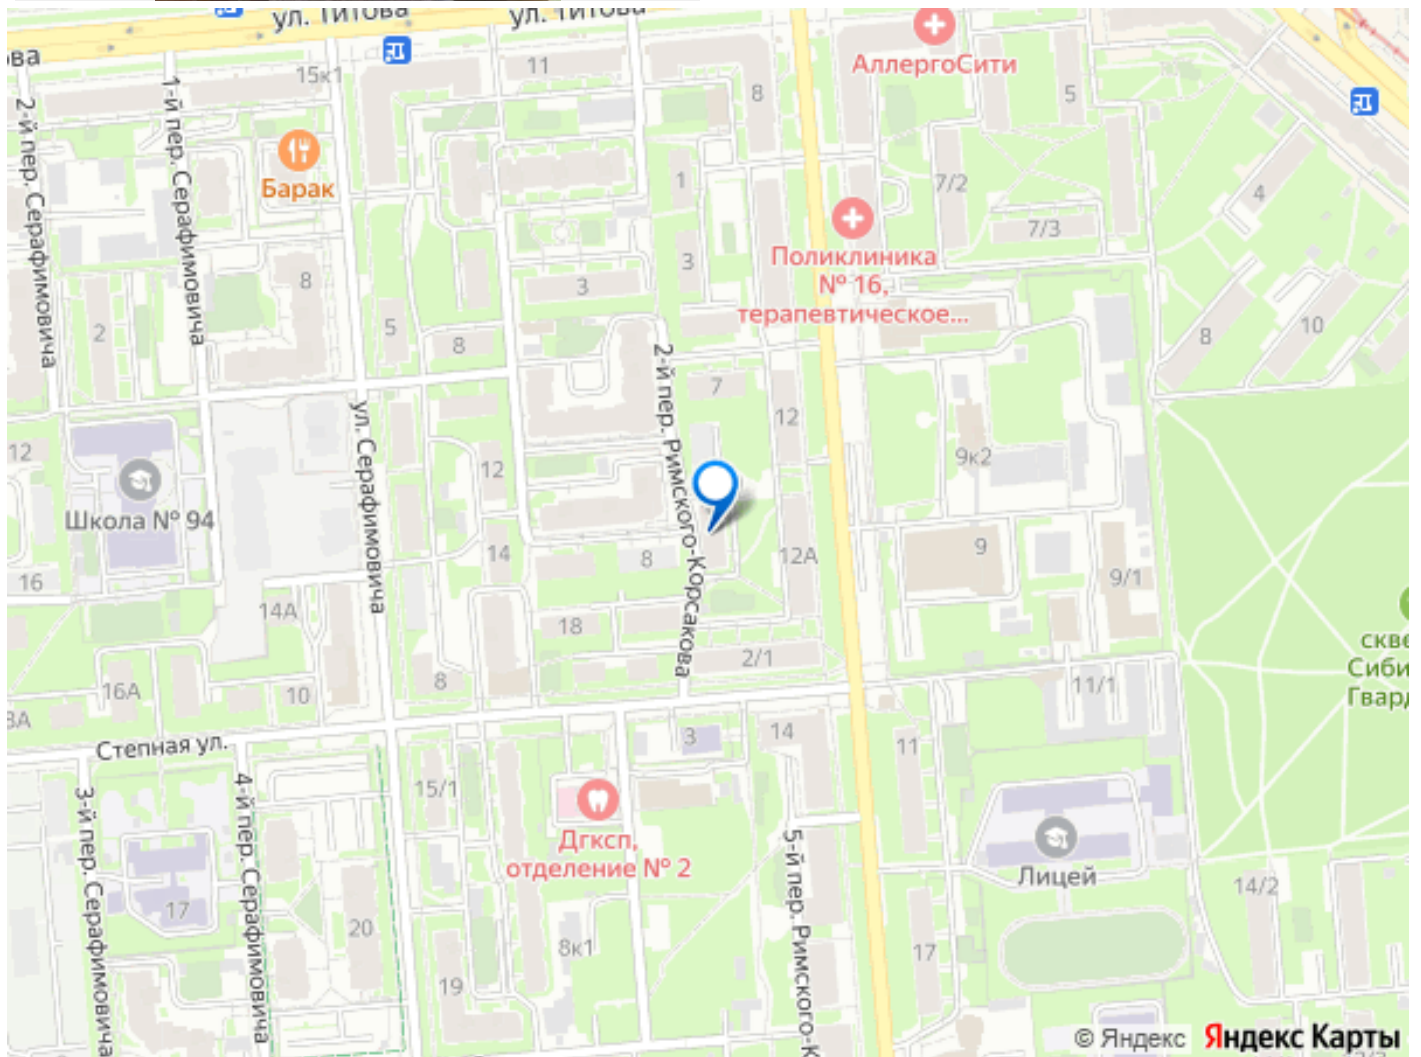 ул. Титова
ул. Титова
ова
15к1
11
8
АллергоСити
5
1-й пер. Серафимовича
2-й пер. Серафимовича
Барак
1
7/2
4
7/3
Поликлиника
№ 16,
терапевтическое...
3
3
8
2
5
8
8
10
2-й пер. Римского-Корсакова
7
12
ул. Серафимовича
12
12
9к2
Школа № 94
14
8
12А
9
9/1
16
14А
18
2/1
скве
Сиби
Гвард
16А
10
8
11/1
3А
Степная ул.
3
14
11
15/1
3-й пер. Серафимовича
4-й пер. Серафимовича
Дгксп,
отделение № 2
5-й пер. Римского-К
Лицей
14/2
17
20
8к1
17
19
© Яндекс Яндекс Карты